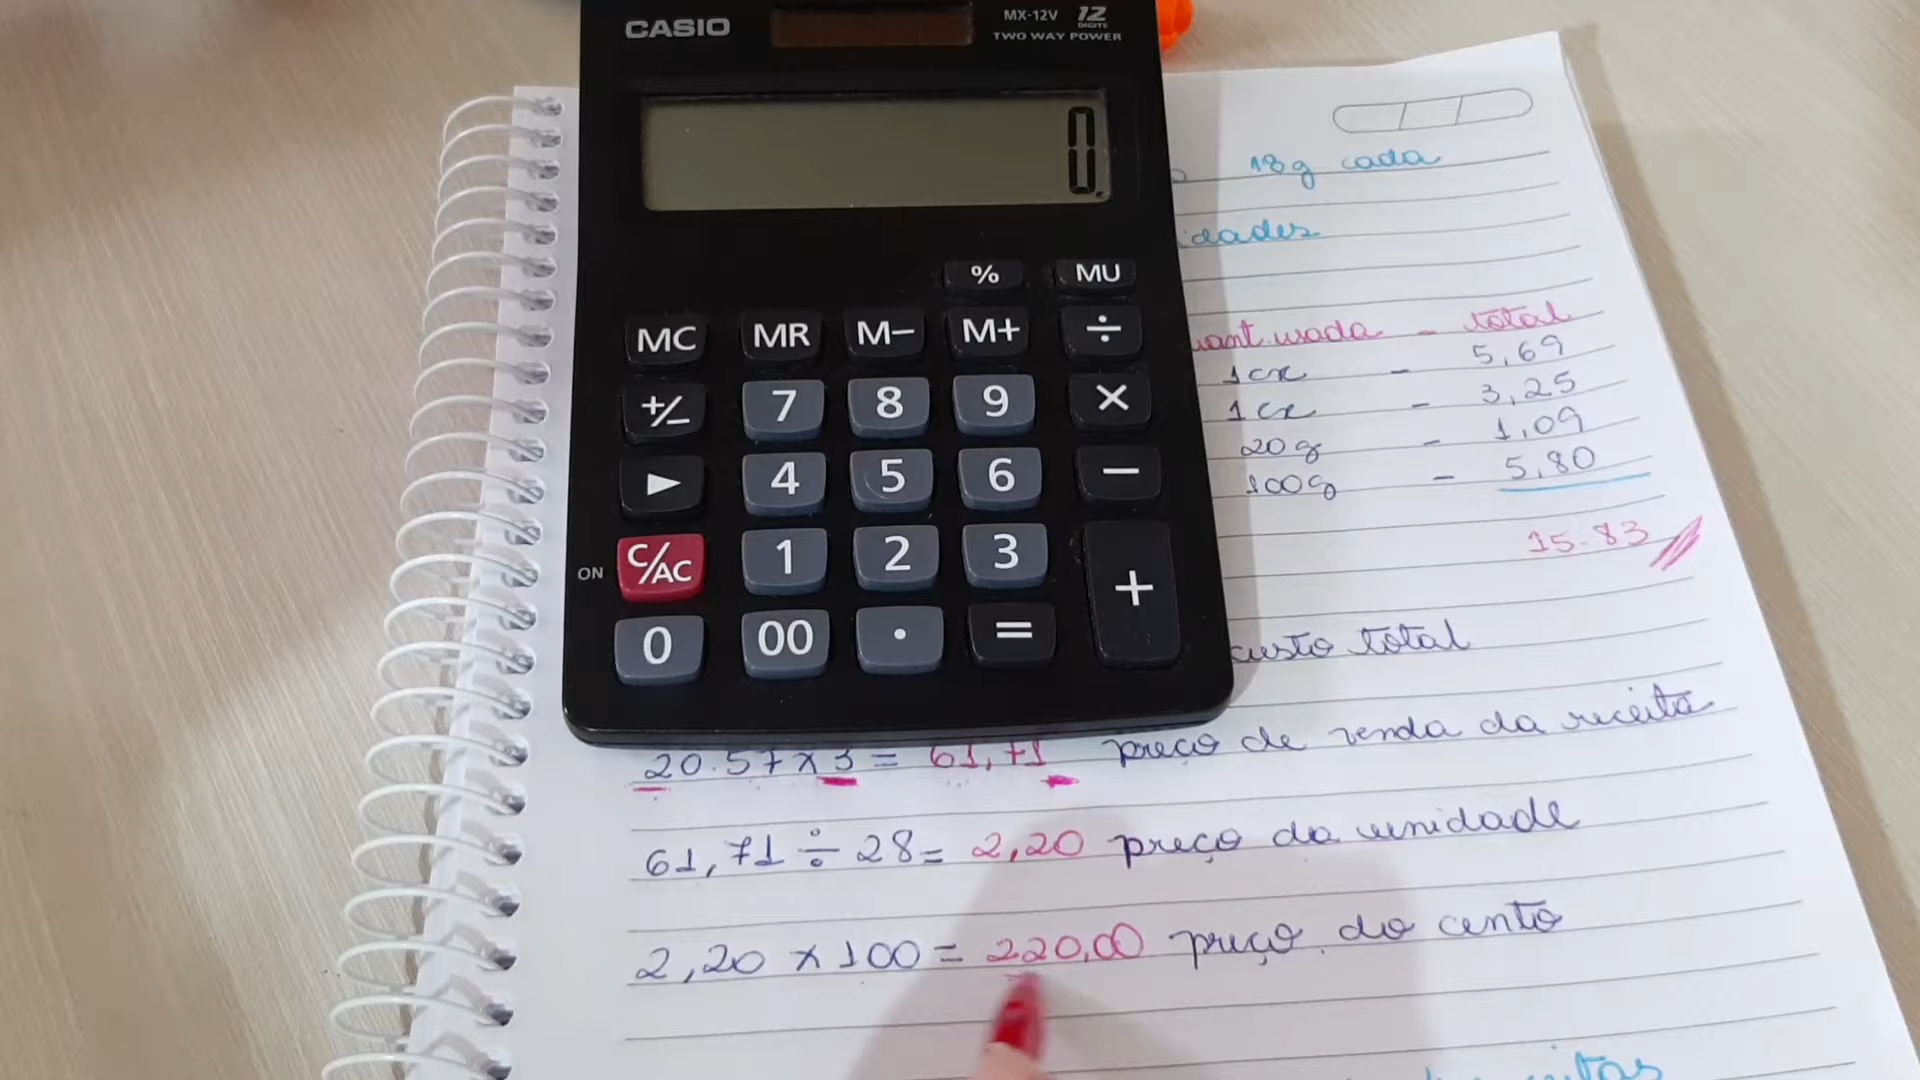 CASIO
MX-12V 12 DIGITS
TWO WAY POWER
0.
% MU
MC MR M− M+ ÷
+/− 7 8 9 ×
▶ 4 5 6 −
ON C/AC 1 2 3 +
0 00 · =
18g cada
idades
uant. usada - total
1cx - 5,69
1cx - 3,25
20g - 1,09
100g - 5,80
15.83
custo total
20.57 x 3 = 61,71 preço de venda da receita
61,71 ÷ 28 = 2,20 preço da unidade
2,20 x 100 = 220,00 preço do cento